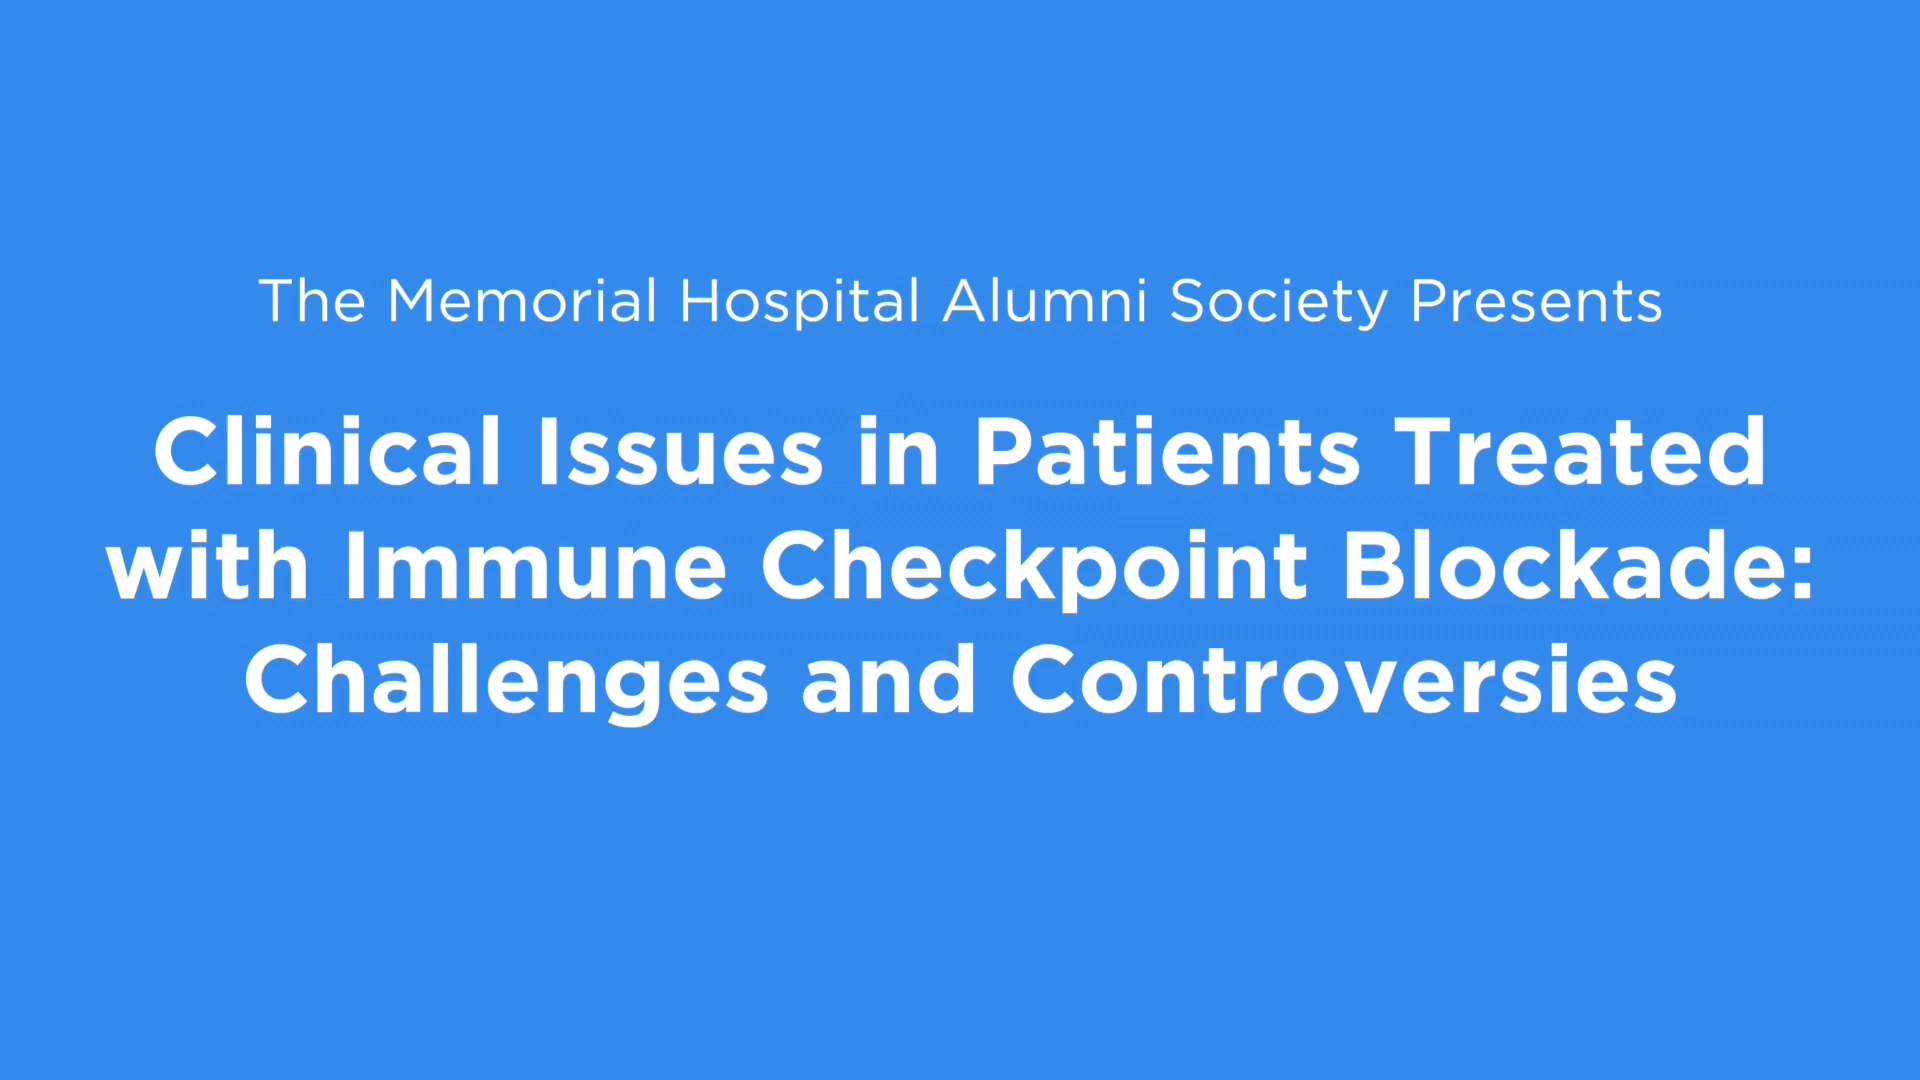 The Memorial Hospital Alumni Society Presents
Clinical Issues in Patients Treated
with Immune Checkpoint Blockade:
Challenges and Controversies